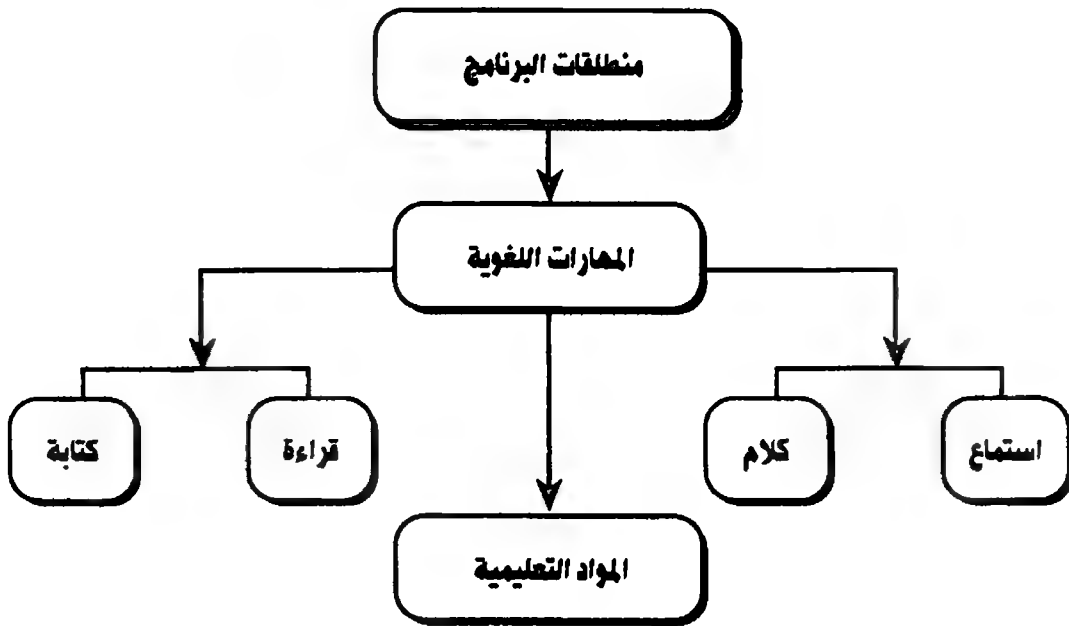 منطلقات البرنامج
المهارات اللغوية
استماع
كلام
قراءة
كتابة
المواد التعليمية